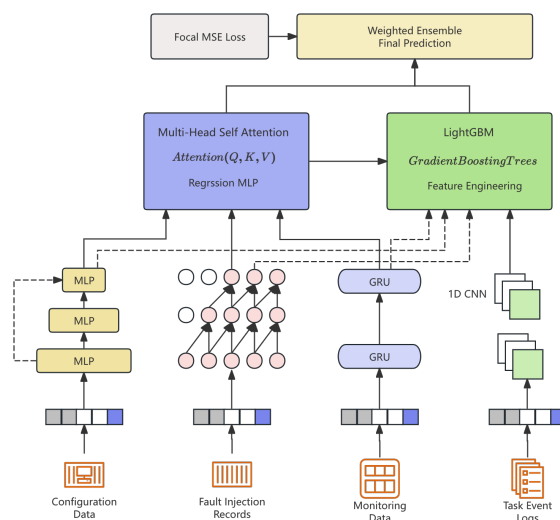 Focal MSE Loss
Weighted Ensemble
Final Prediction
Multi-Head Self Attention
Attention(Q, K, V)
Regrssion MLP
LightGBM
GradientBoostingTrees
Feature Engineering
MLP
MLP
MLP
GRU
GRU
1D CNN
Configuration
Data
Fault Injection
Records
Monitoring
Data
Task Event
Logs